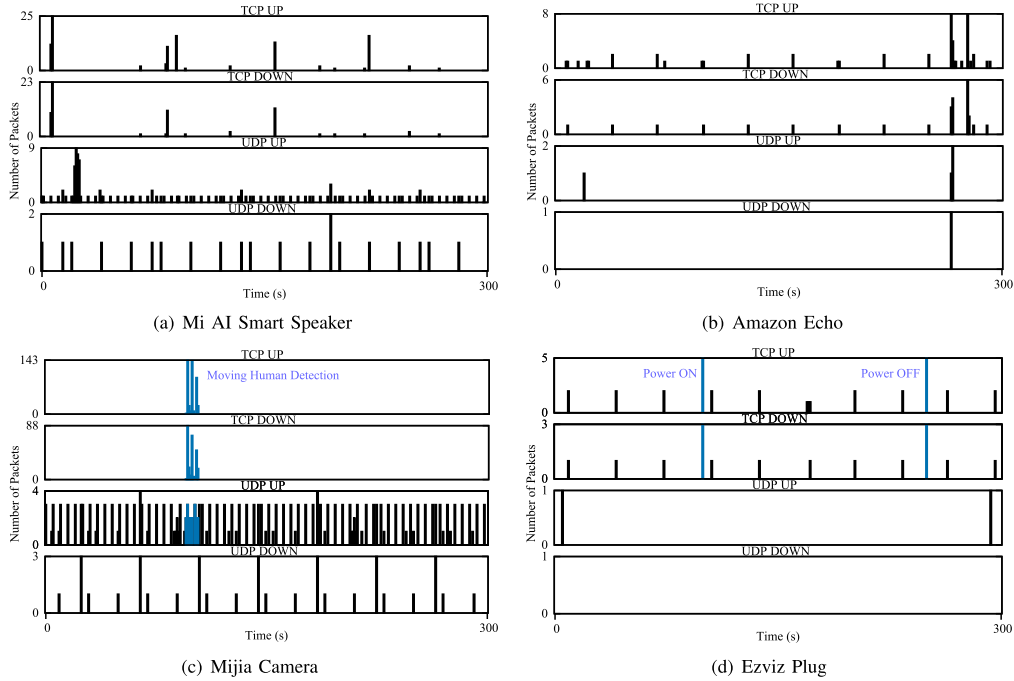 TCP UP
25
0
TCP DOWN
23
0
UDP UP
9
0
UDP DOWN
2
0
Number of Packets
300
Time (s)
(a) Mi AI Smart Speaker
TCP UP
8
0
TCP DOWN
6
0
UDP UP
2
0
UDP DOWN
1
0
Number of Packets
0
300
Time (s)
(b) Amazon Echo
TCP UP
143
Moving Human Detection
0
TCP DOWN
88
0
UDP UP
4
0
UDP DOWN
3
0
Number of Packets
0
300
Time (s)
(c) Mijia Camera
TCP UP
5
Power ON
Power OFF
0
TCP DOWN
3
0
UDP UP
1
0
UDP DOWN
1
0
Number of Packets
0
300
Time (s)
(d) Ezviz Plug